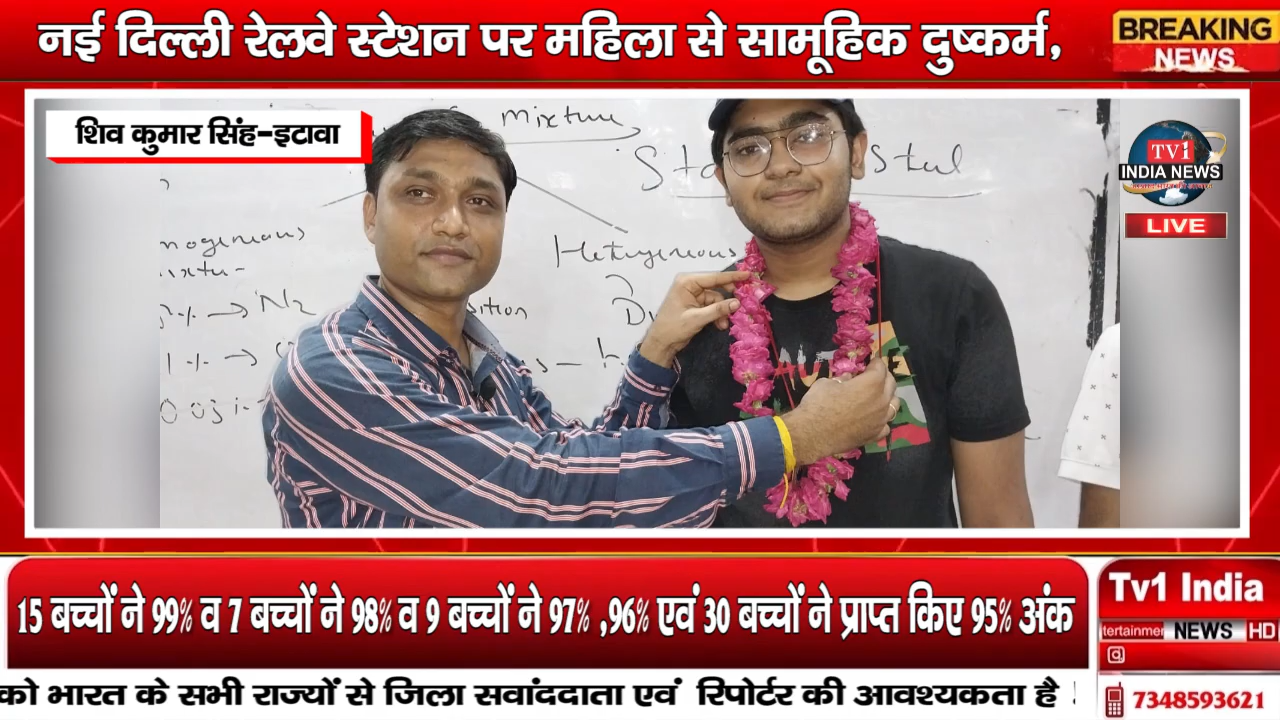 नई दिल्ली रेलवे स्टेशन पर महिला से सामूहिक दुष्कर्म,
BREAKING
NEWS
शिव कुमार सिंह-इटावा
mixture
Heterogeneous
TV1
INDIA NEWS
LIVE
15 बच्चों ने 99% व 7 बच्चों ने 98% व 9 बच्चों ने 97% ,96% एवं 30 बच्चों ने प्राप्त किए 95% अंक
Tv1 India
tertainmer NEWS HD
को भारत के सभी राज्यों से जिला सवांददाता एवं रिपोर्टर की आवश्यकता है
7348593621